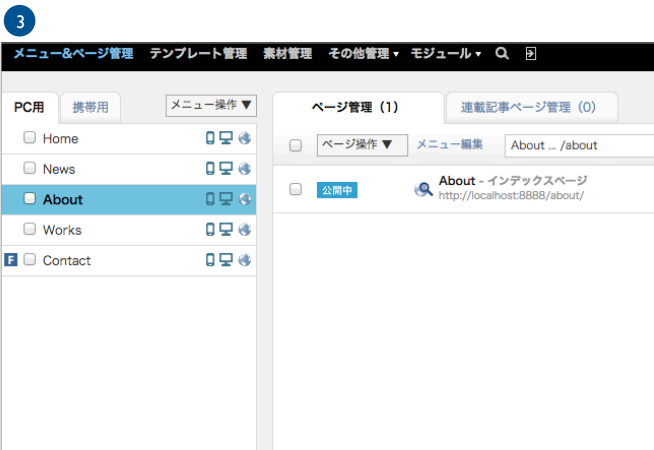 3
メニュー&ページ管理 テンプレート管理 素材管理 その他管理▼ モジュール▼
PC用 携帯用 メニュー操作 ▼
Home
News
About
Works
F Contact
ページ管理（1） 連載記事ページ管理（0）
ページ操作 ▼ メニュー編集 About ... /about
公開中 About - インデックスページ
http://localhost:8888/about/